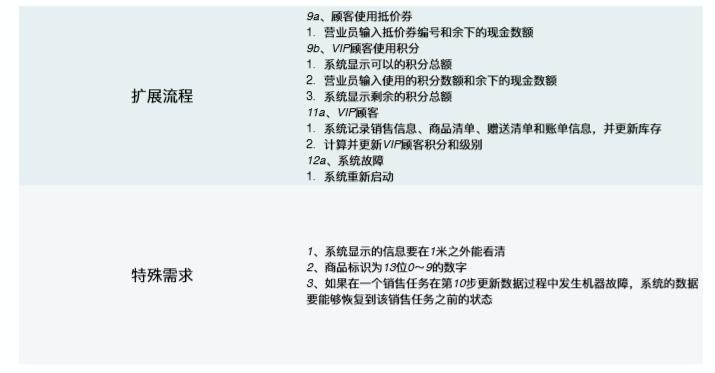 扩展流程
9a、顾客使用抵价券
1. 营业员输入抵价券编号和余下的现金数额
9b、VIP顾客使用积分
1. 系统显示可以的积分总额
2. 营业员输入使用的积分数额和余下的现金数额
3. 系统显示剩余的积分总额
11a、VIP顾客
1. 系统记录销售信息、商品清单、赠送清单和账单信息，并更新库存
2. 计算并更新VIP顾客积分和级别
12a、系统故障
1. 系统重新启动
特殊需求
1、系统显示的信息要在1米之外能看清
2、商品标识为13位0～9的数字
3、如果在一个销售任务在第10步更新数据过程中发生机器故障，系统的数据
要能够恢复到该销售任务之前的状态